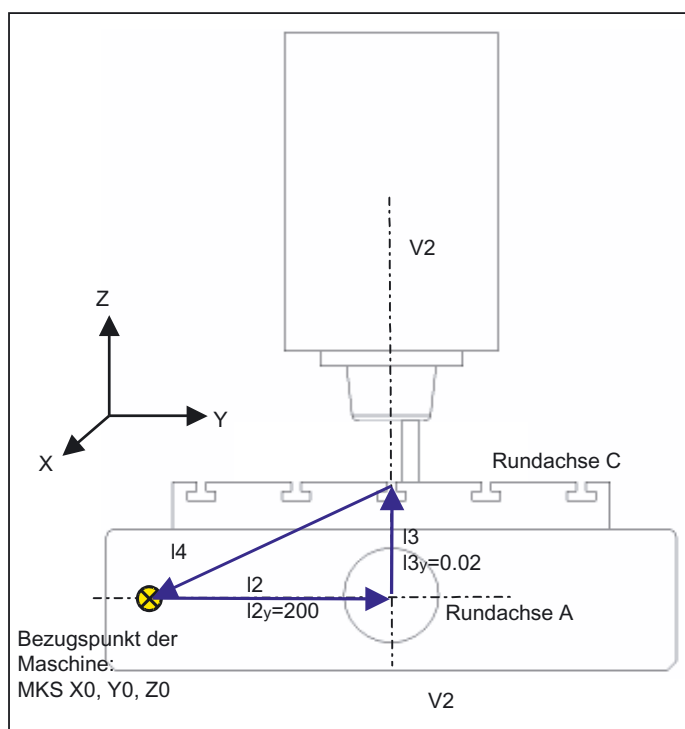 V2
Z
Y
X
Rundachse C
l3
l3y=0.02
l4
l2
l2y=200
Rundachse A
Bezugspunkt der
Maschine:
MKS X0, Y0, Z0
V2